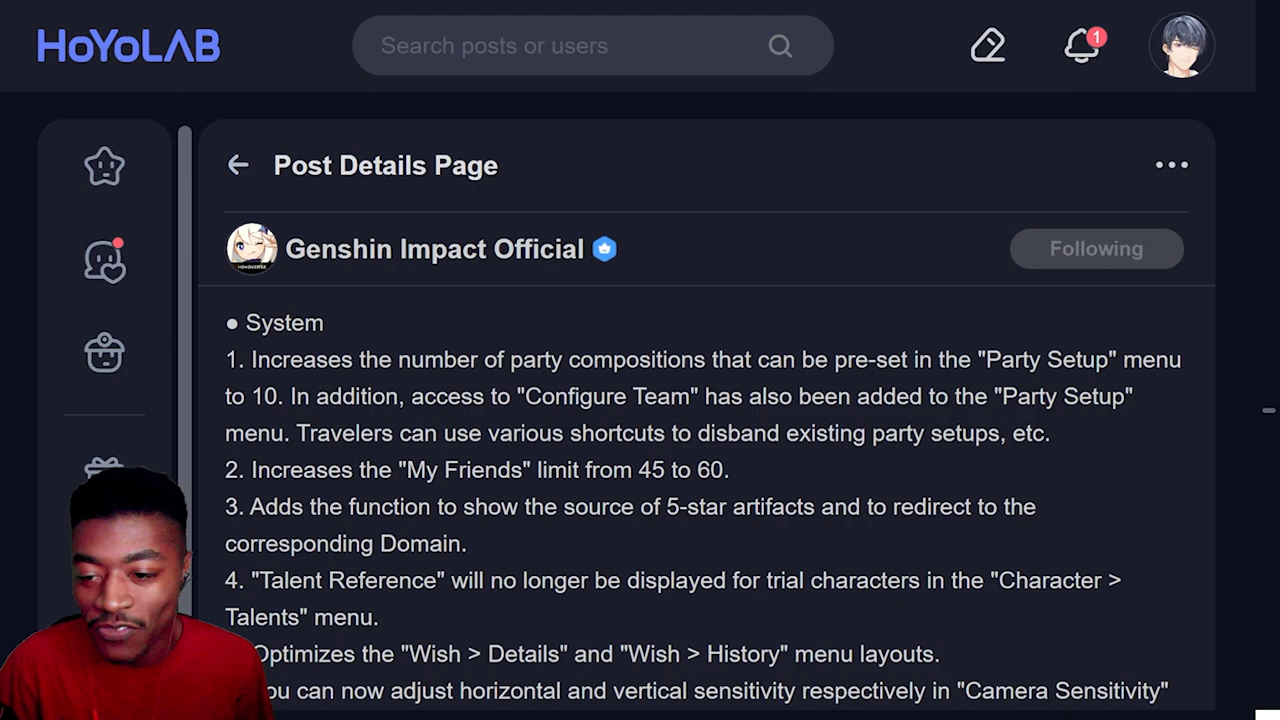 HoYoLAB
Search posts or users
1
Post Details Page
Genshin Impact Official
Following
● System
1. Increases the number of party compositions that can be pre-set in the "Party Setup" menu
to 10. In addition, access to "Configure Team" has also been added to the "Party Setup"
menu. Travelers can use various shortcuts to disband existing party setups, etc.
2. Increases the "My Friends" limit from 45 to 60.
3. Adds the function to show the source of 5-star artifacts and to redirect to the
corresponding Domain.
4. "Talent Reference" will no longer be displayed for trial characters in the "Character >
Talents" menu.
Optimizes the "Wish > Details" and "Wish > History" menu layouts.
ou can now adjust horizontal and vertical sensitivity respectively in "Camera Sensitivity"